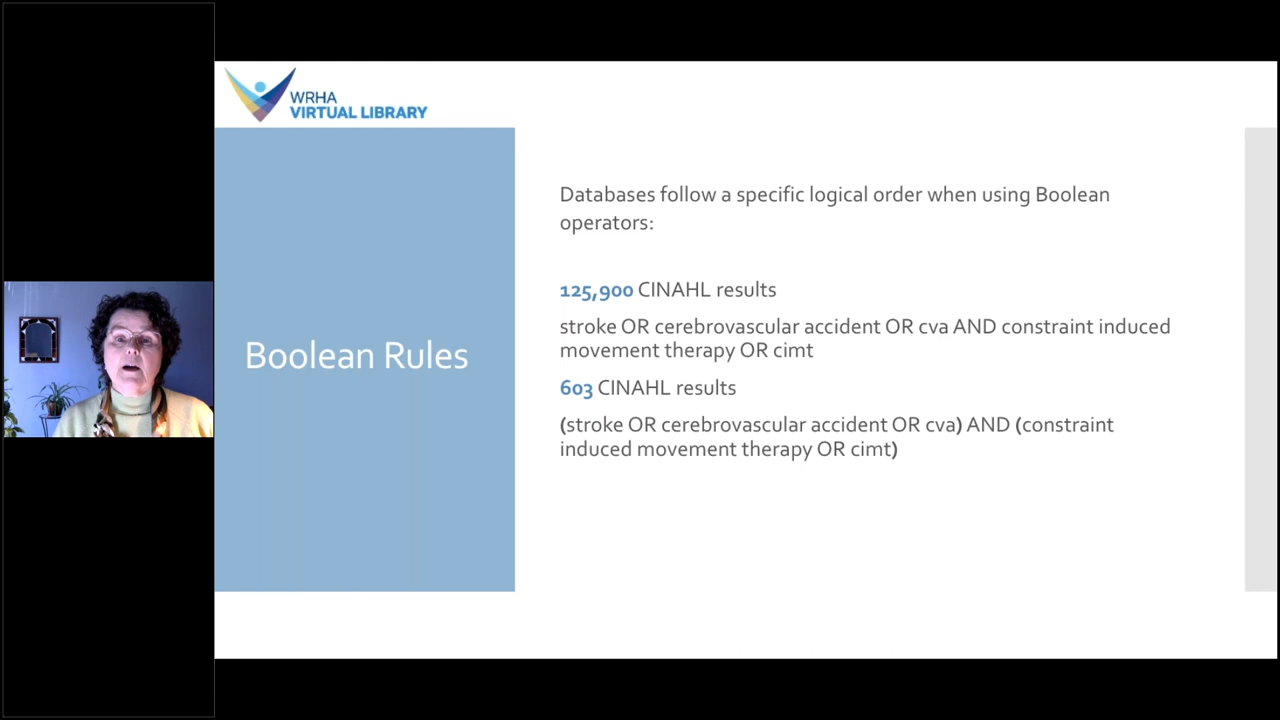 WRHA
VIRTUAL LIBRARY
Boolean Rules
Databases follow a specific logical order when using Boolean
operators:
125,900 CINAHL results
stroke OR cerebrovascular accident OR cva AND constraint induced
movement therapy OR cimt
603 CINAHL results
(stroke OR cerebrovascular accident OR cva) AND (constraint
induced movement therapy OR cimt)